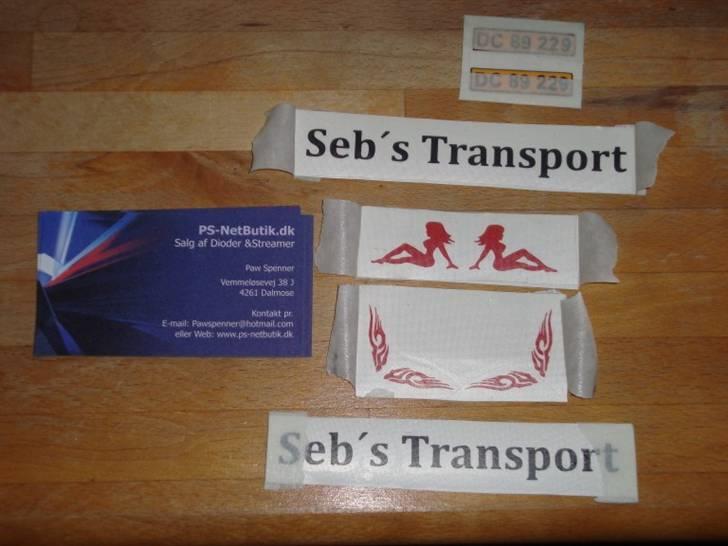 DC 89 229
DC 89 229
Seb´s Transport
PS-NetButik.dk
Salg af Dioder &Streamer
Paw Spenner
Vemmeløsevej 38 J
4261 Dalmose
Kontakt pr.
E-mail: Pawspenner@hotmail.com
eller Web: www.ps-netbutik.dk
Seb´s Transport